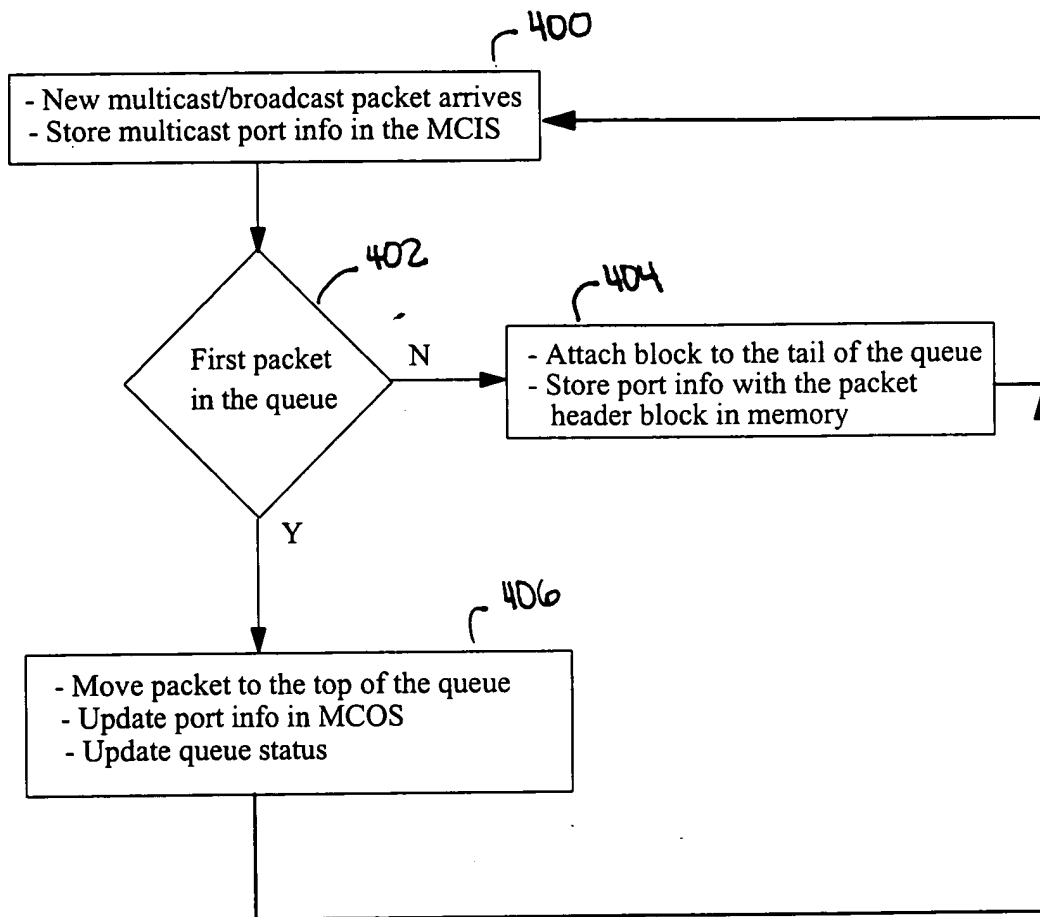 400
- New multicast/broadcast packet arrives
- Store multicast port info in the MCIS
402
First packet
in the queue
N
404
- Attach block to the tail of the queue
- Store port info with the packet
header block in memory
Y
406
- Move packet to the top of the queue
- Update port info in MCOS
- Update queue status